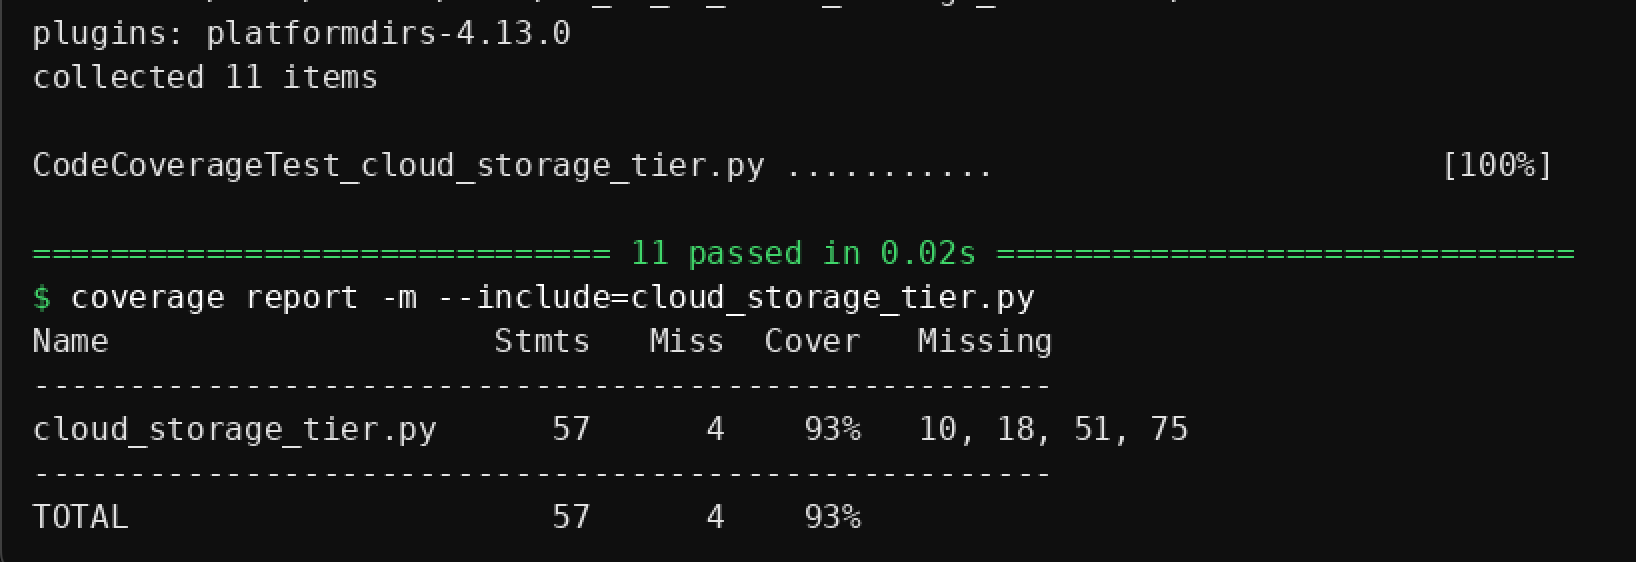 plugins: platformdirs-4.13.0
collected 11 items
CodeCoverageTest_cloud_storage_tier.py ........... [100%]
============================== 11 passed in 0.02s ==============================
$ coverage report -m --include=cloud_storage_tier.py
Name                    Stmts   Miss  Cover   Missing
-----------------------------------------------------
cloud_storage_tier.py      57      4    93%   10, 18, 51, 75
-----------------------------------------------------
TOTAL                      57      4    93%